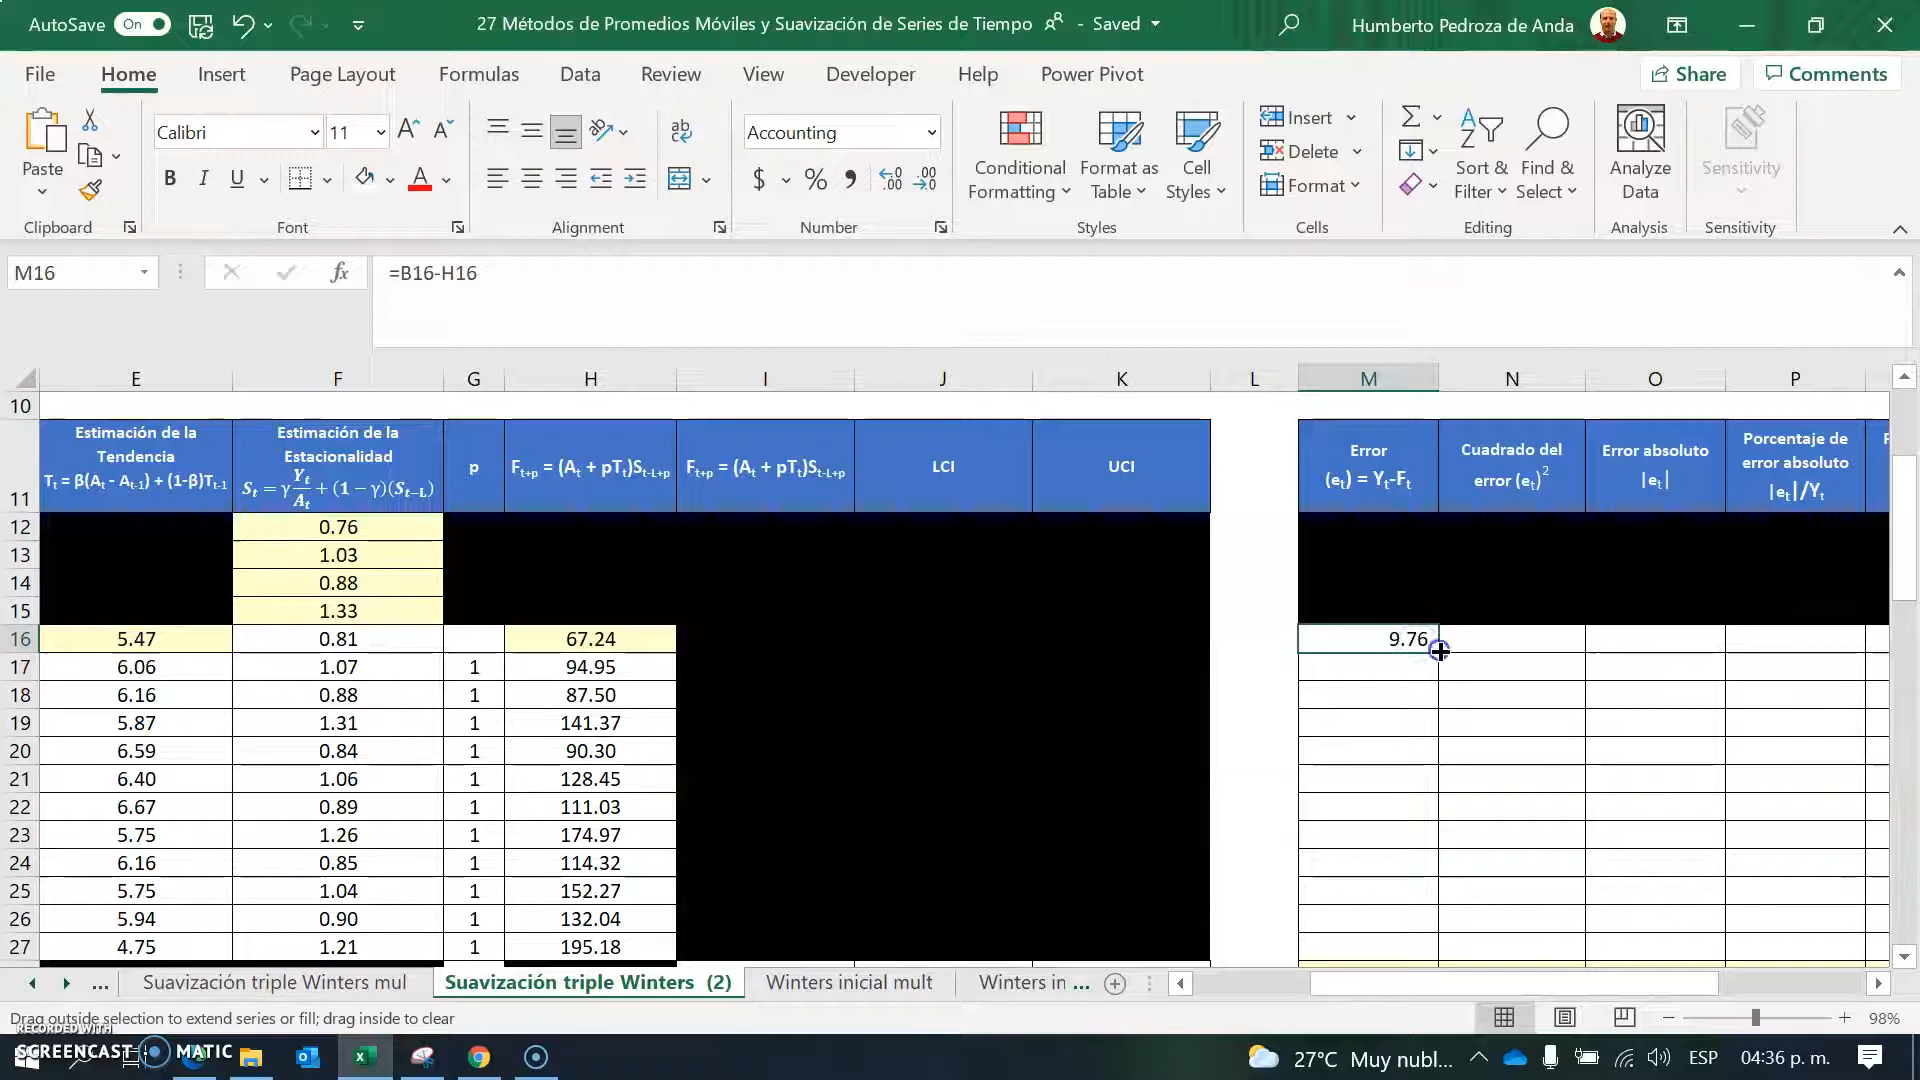 AutoSave On 27 Métodos de Promedios Móviles y Suavización de Series de Tiempo - Saved Humberto Pedroza de Anda
File Home Insert Page Layout Formulas Data Review View Developer Help Power Pivot Share Comments
Paste
Clipboard
Calibri 11
B I U A
Font
ab
Alignment
Accounting
$ % , .00
Number
Conditional Formatting
Format as Table
Cell Styles
Styles
Insert
Delete
Format
Cells
Sort & Filter
Find & Select
Editing
Analyze Data
Analysis
Sensitivity
Sensitivity
M16 fx =B16-H16
E F G H I J K L M N O P
10
11 Estimación de la Tendencia Tₜ = β(Aₜ - Aₜ₋₁) + (1-β)Tₜ₋₁
Estimación de la Estacionalidad Sₜ = γ Yₜ/Aₜ + (1 − γ)(Sₜ₋L)
p
Fₜ₊ₚ = (Aₜ + pTₜ)Sₜ₋L₊ₚ
Fₜ₊ₚ = (Aₜ + pTₜ)Sₜ₋L₊ₚ
LCI
UCI
Error (eₜ) = Yₜ-Fₜ
Cuadrado del error (eₜ)²
Error absoluto |eₜ|
Porcentaje de error absoluto |eₜ|/Yₜ
12 0.76
13 1.03
14 0.88
15 1.33
16 5.47 0.81 67.24 9.76
17 6.06 1.07 1 94.95
18 6.16 0.88 1 87.50
19 5.87 1.31 1 141.37
20 6.59 0.84 1 90.30
21 6.40 1.06 1 128.45
22 6.67 0.89 1 111.03
23 5.75 1.26 1 174.97
24 6.16 0.85 1 114.32
25 5.75 1.04 1 152.27
26 5.94 0.90 1 132.04
27 4.75 1.21 1 195.18
... Suavización triple Winters mul Suavización triple Winters (2) Winters inicial mult Winters in ...
Drag outside selection to extend series or fill; drag inside to clear 98%
RECORDED WITH
SCREENCAST MATIC
27°C Muy nubl... ESP 04:36 p. m.